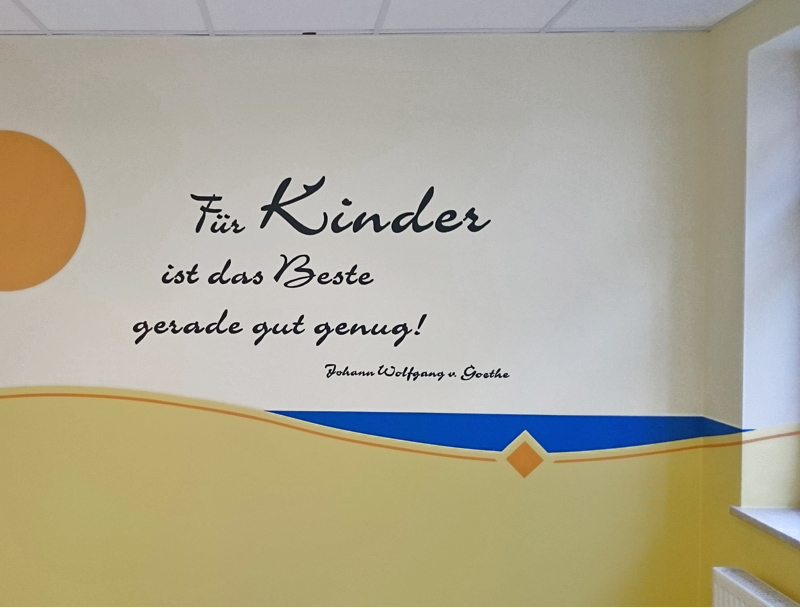 Für Kinder
ist das Beste
gerade gut genug!
Johann Wolfgang v. Goethe